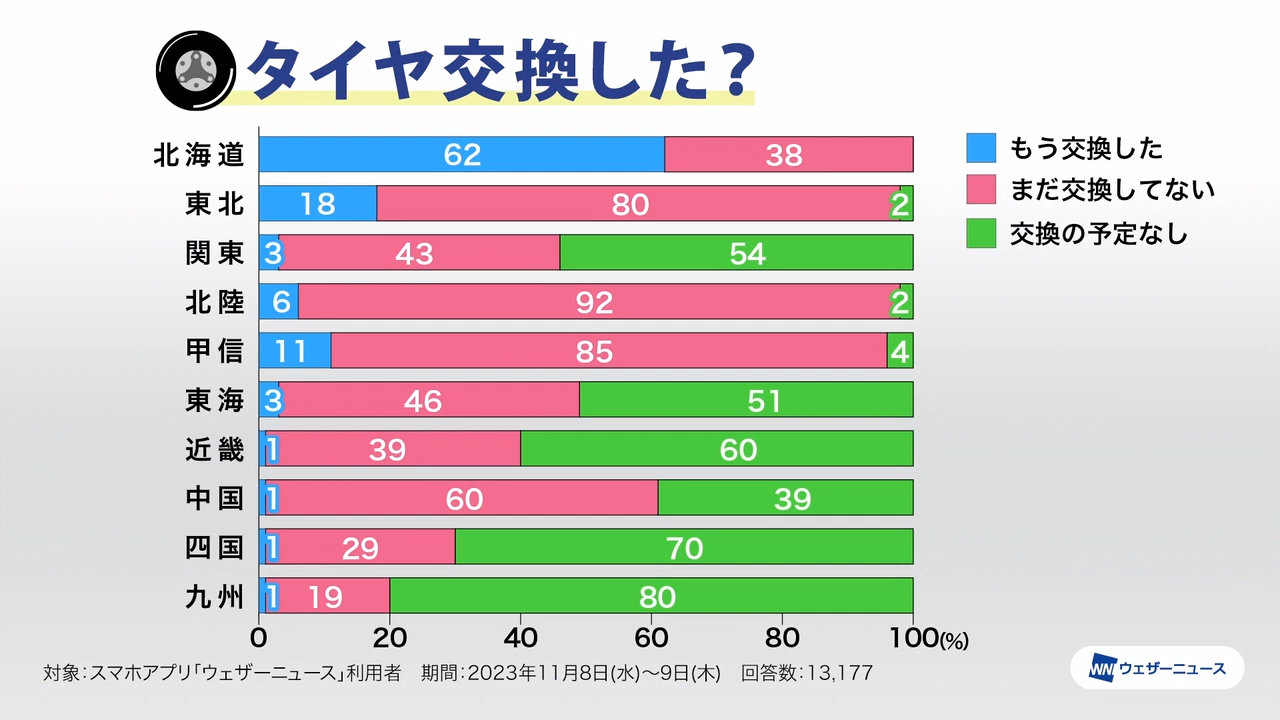 タイヤ交換した？
もう交換した
まだ交換してない
交換の予定なし
北海道 62 38
東北 18 80 2
関東 3 43 54
北陸 6 92 2
甲信 11 85 4
東海 3 46 51
近畿 1 39 60
中国 1 60 39
四国 1 29 70
九州 1 19 80
0 20 40 60 80 100(%)
対象：スマホアプリ「ウェザーニュース」利用者 期間：2023年11月8日(水)～9日(木) 回答数：13,177
WN ウェザーニュース